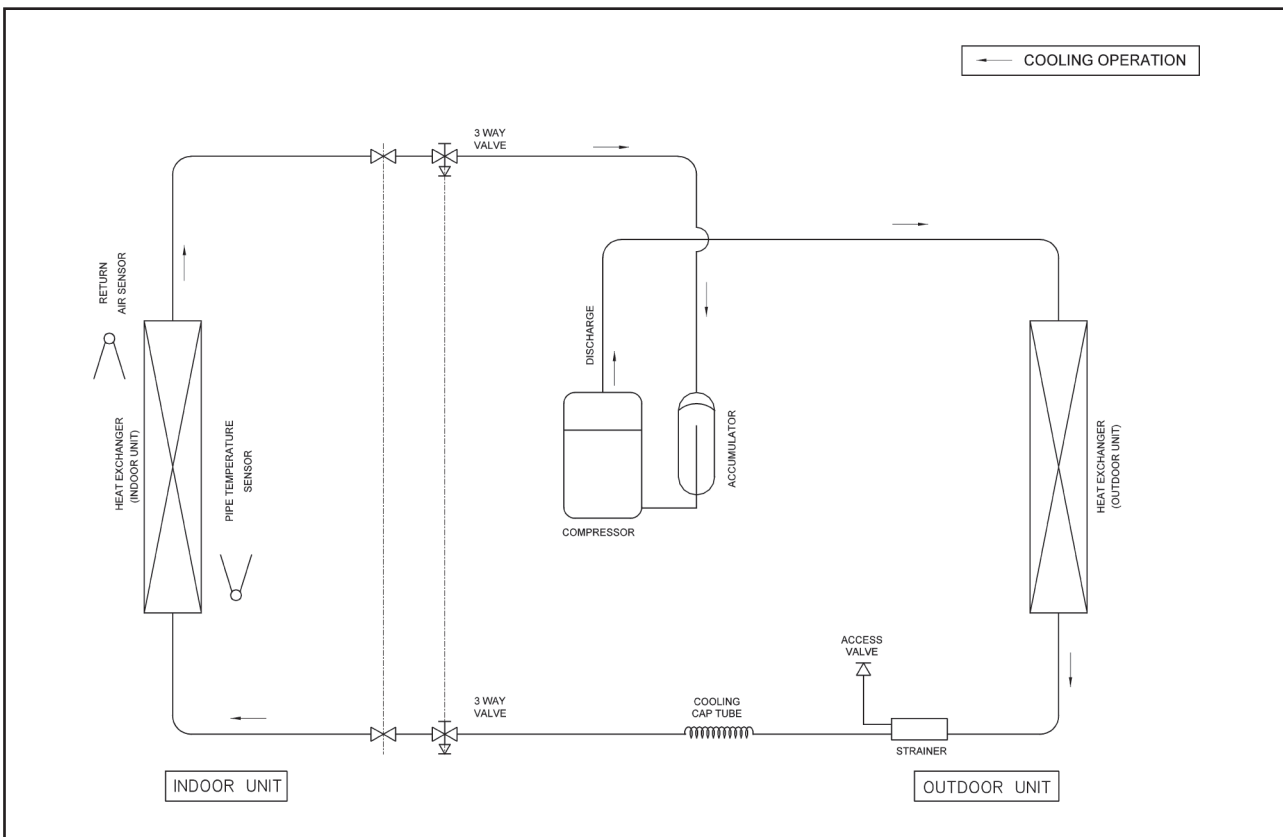 COOLING OPERATION
3 WAY
VALVE
RETURN
AIR SENSOR
DISCHARGE
HEAT EXCHANGER
(INDOOR UNIT)
PIPE TEMPERATURE
SENSOR
COMPRESSOR
ACCUMULATOR
HEAT EXCHANGER
(OUTDOOR UNIT)
ACCESS
VALVE
3 WAY
VALVE
COOLING
CAP TUBE
STRAINER
INDOOR UNIT
OUTDOOR UNIT